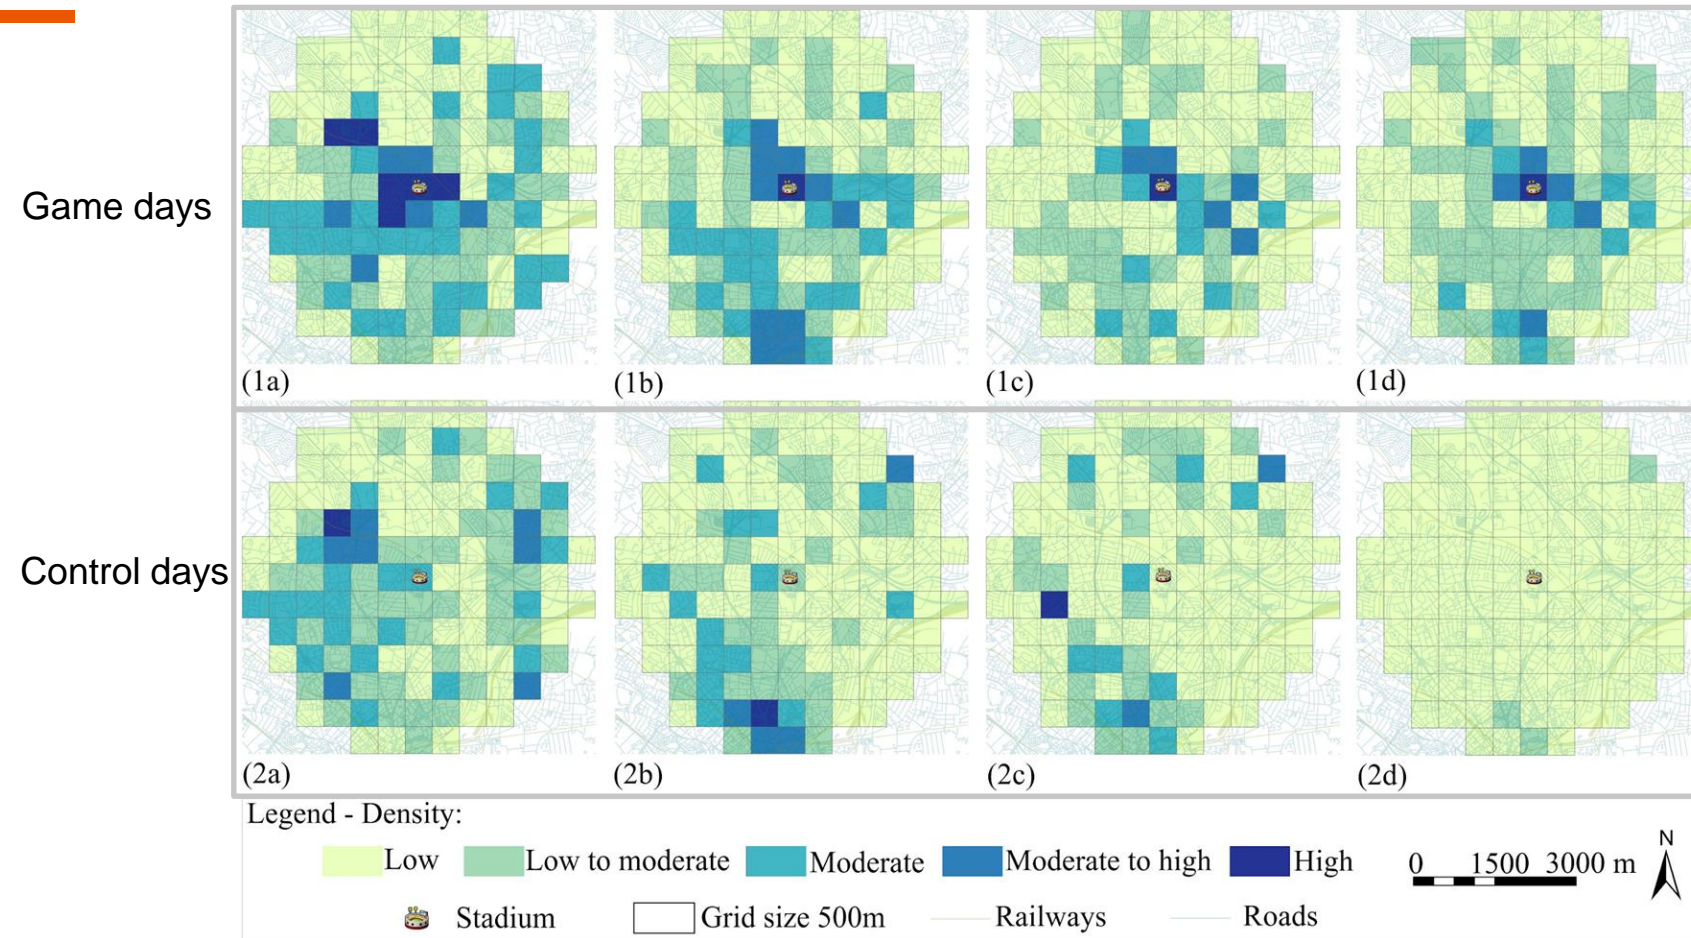 Game days
(1a) (1b) (1c) (1d)
Control days
(2a) (2b) (2c) (2d)
Legend - Density:
Low Low to moderate Moderate Moderate to high High
0 1500 3000 m
N
Stadium Grid size 500m Railways Roads